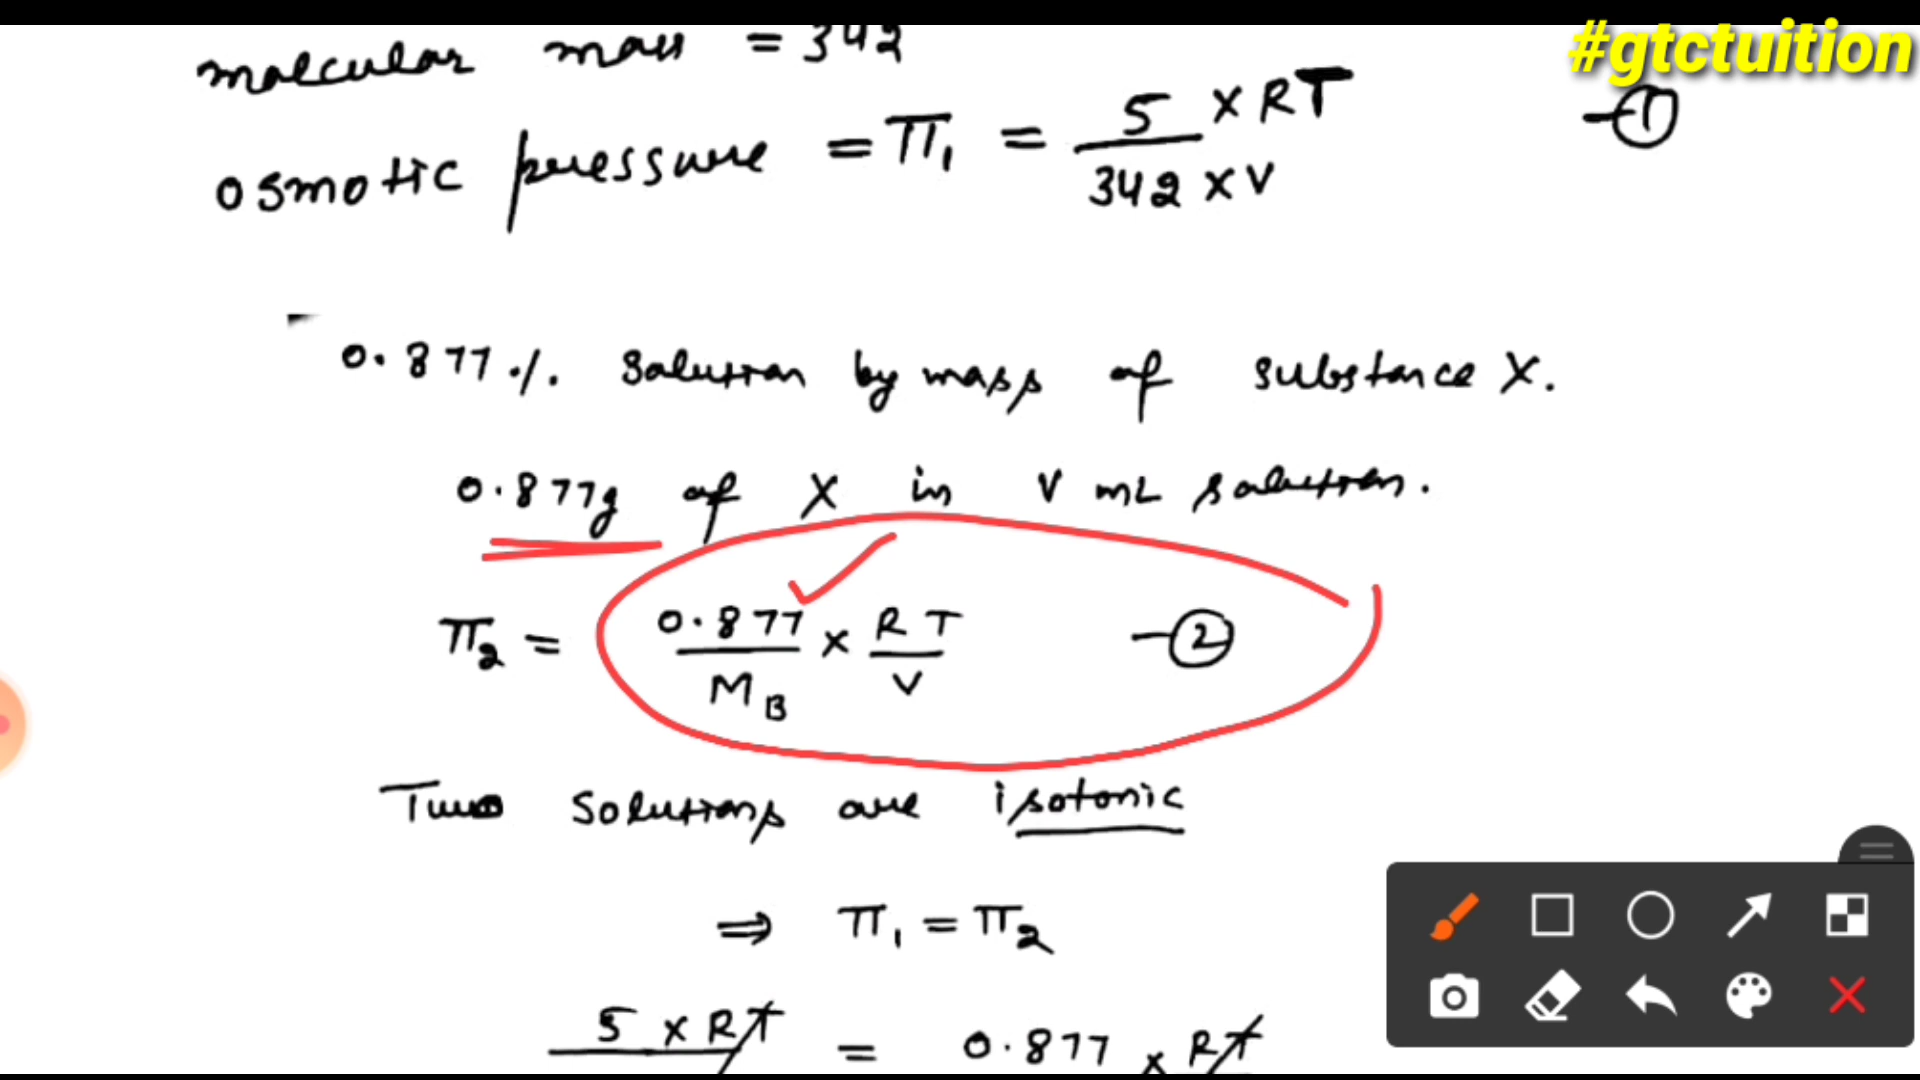 #gtctuition
molecular mass = 342
osmotic pressure = π₁ = 5 × RT / 342 × V —①
0.877 ./. Solution by mass of substance X.
0.877g of X in V mL solution.
π₂ = 0.877 / M_B × RT / V —②
Two Solutions are isotonic
⇒ π₁ = π₂
5 × RT = 0.877 × RT